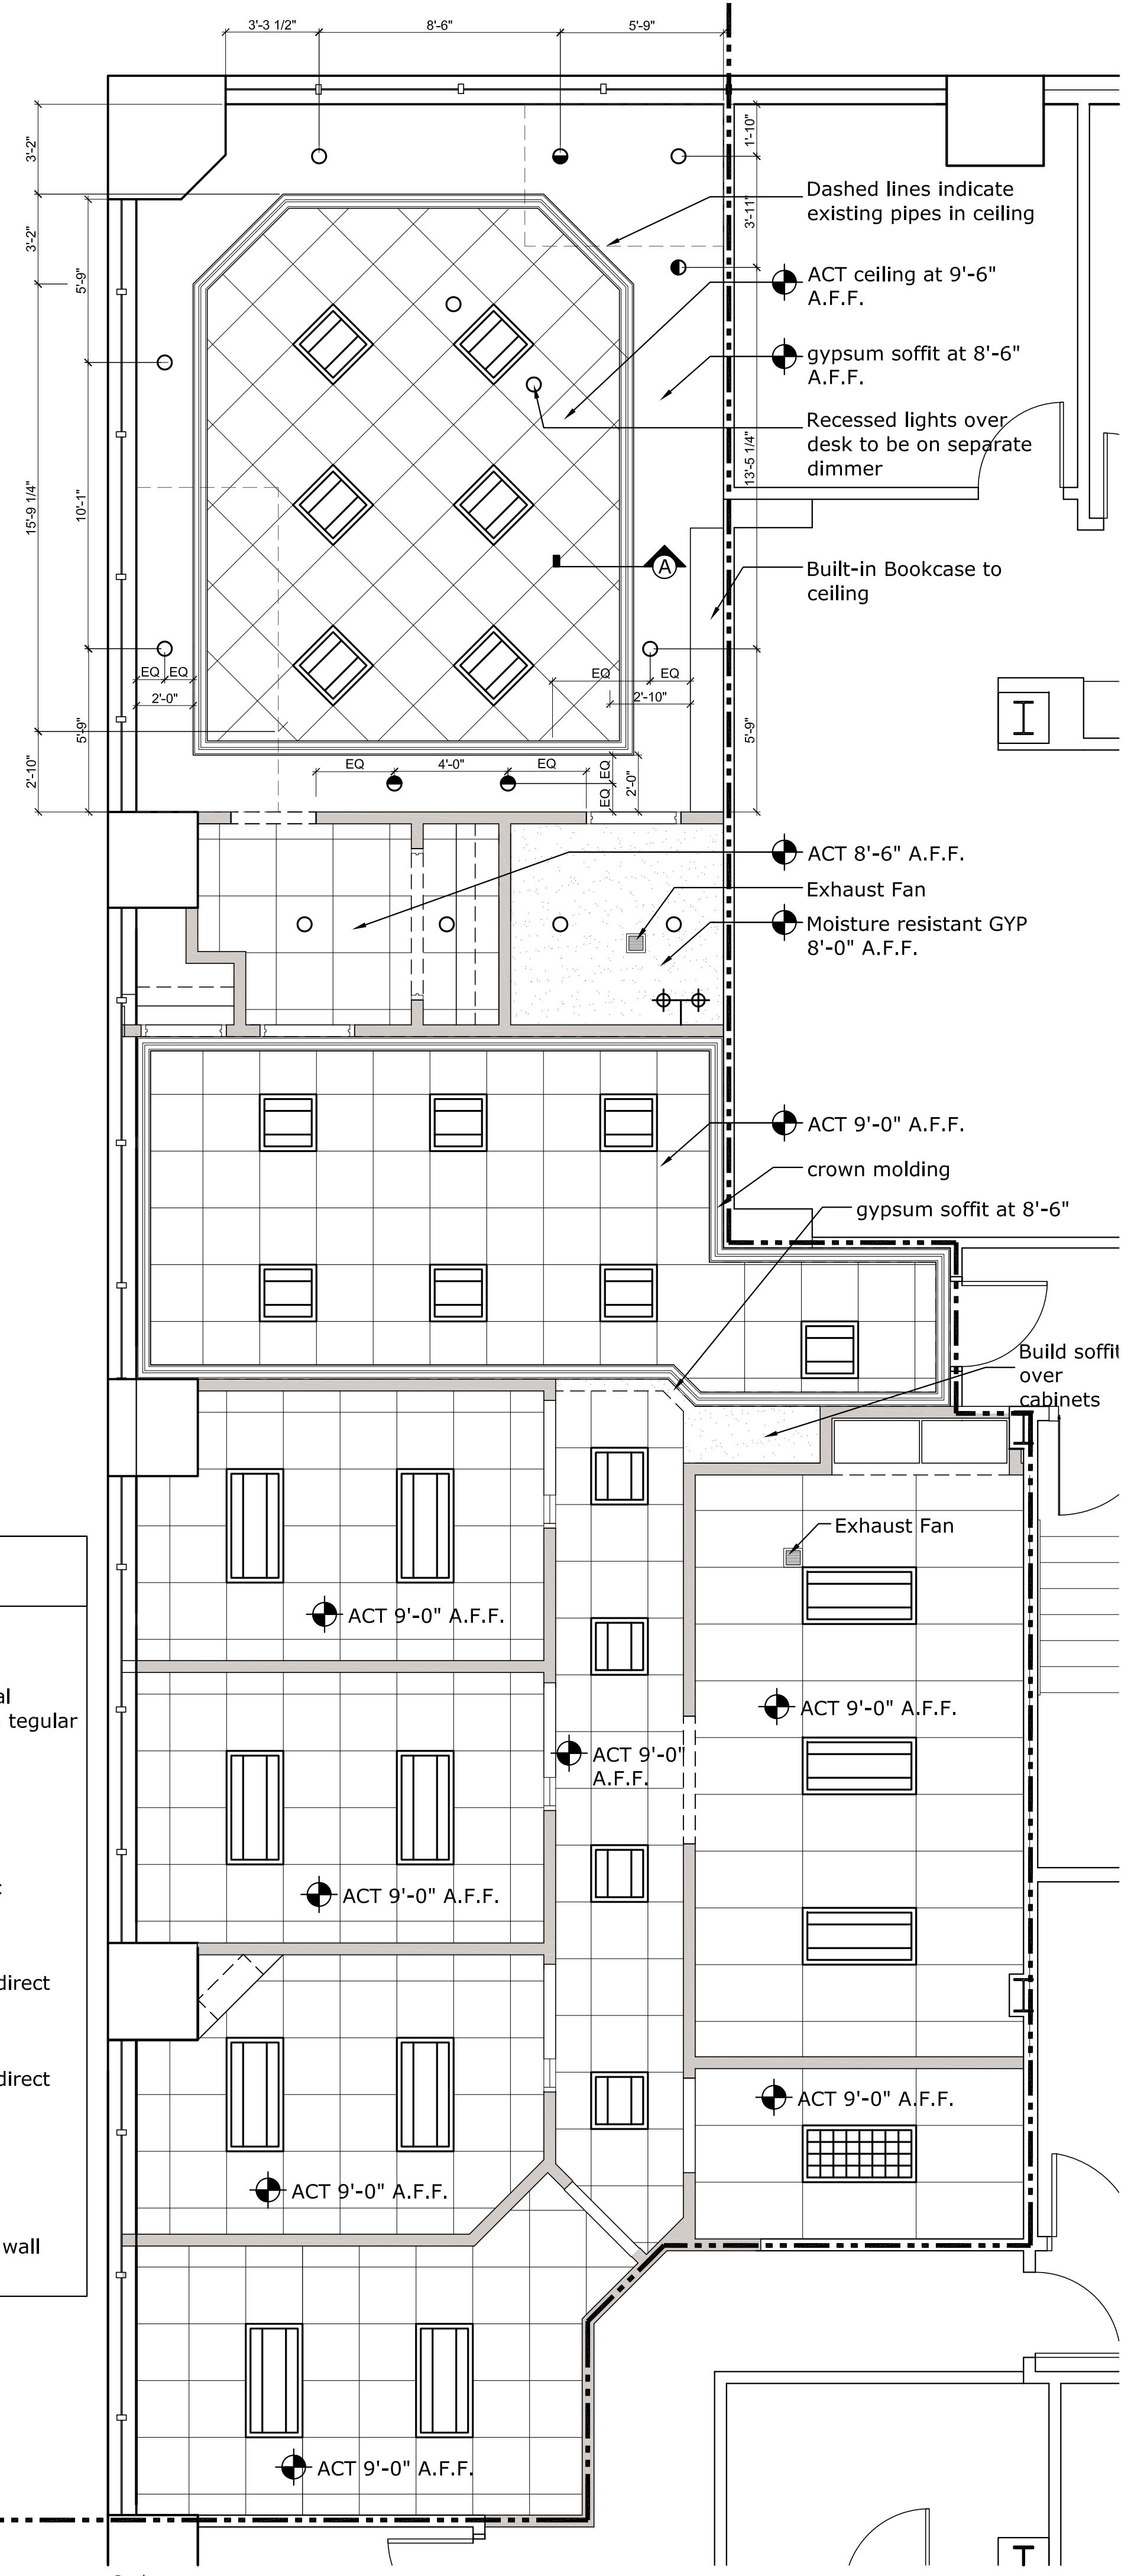 3'-3 1/2"
8'-6"
5'-9"
3'-2"
3'-2"
5'-9"
15'-9 1/4"
10'-1"
2'-10"
5'-9"
1'-10"
3'-11"
13'-5 1/4"
5'-9"
Dashed lines indicate
existing pipes in ceiling
ACT ceiling at 9'-6"
A.F.F.
gypsum soffit at 8'-6"
A.F.F.
Recessed lights over
desk to be on separate
dimmer
A
Built-in Bookcase to
ceiling
EQ EQ
2'-0"
EQ
EQ
2'-10"
EQ
4'-0"
EQ
EQ
EQ
2'-0"
ACT 8'-6" A.F.F.
Exhaust Fan
Moisture resistant GYP
8'-0" A.F.F.
ACT 9'-0" A.F.F.
crown molding
gypsum soffit at 8'-6"
Build soffit
over
cabinets
Exhaust Fan
ACT 9'-0" A.F.F.
al
tegular
ACT 9'-0" A.F.F.
ACT 9'-0"
A.F.F.
ACT 9'-0" A.F.F.
direct
direct
ACT 9'-0" A.F.F.
ACT 9'-0" A.F.F.
wall
ACT 9'-0" A.F.F.